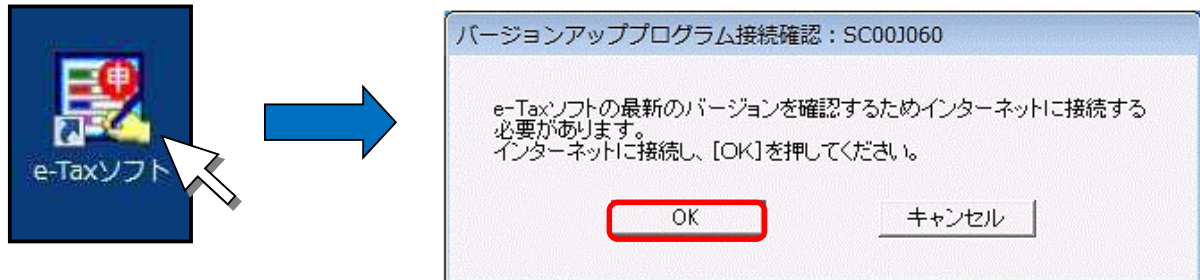 申
e-Taxソフト
バージョンアッププログラム接続確認：SC00J060
e-Taxソフトの最新のバージョンを確認するためインターネットに接続する
必要があります。
インターネットに接続し、[OK]を押してください。
OK
キャンセル